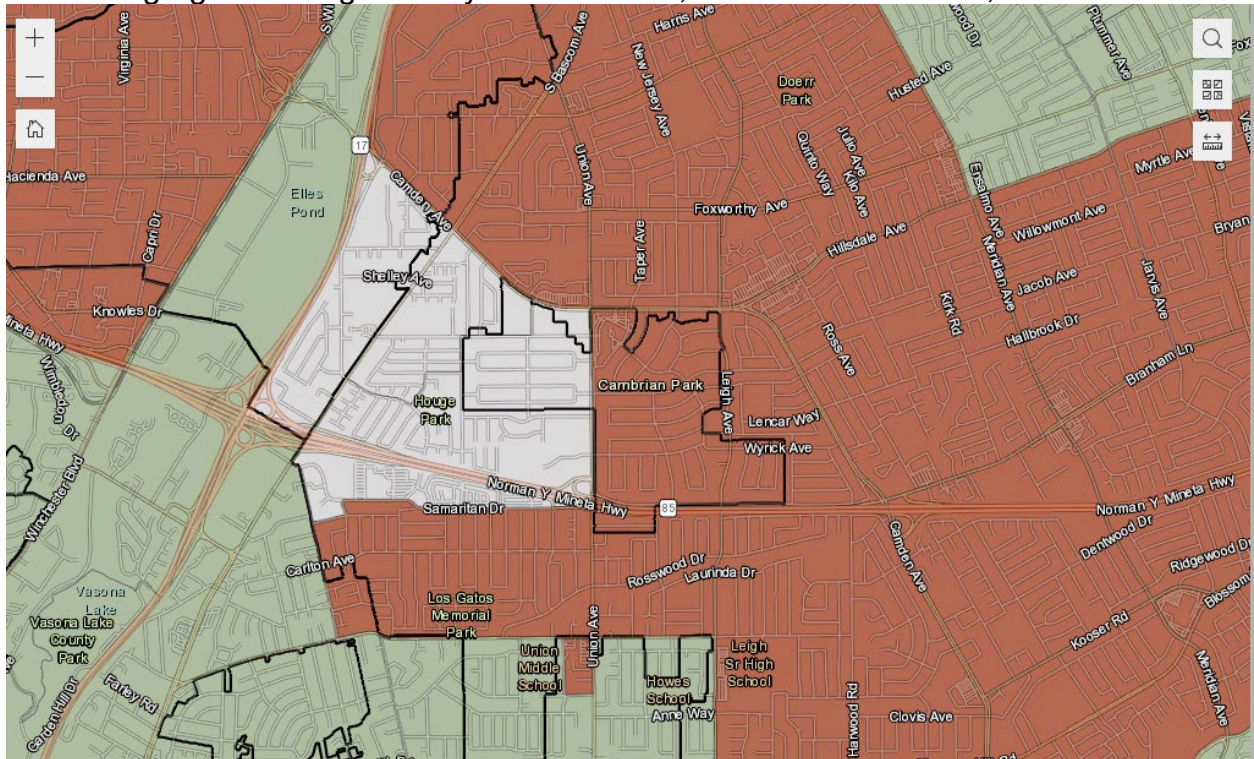 Virginia Ave
S Bascom Ave
Harris Ave
New Jersey Ave
Doerr
Park
Husted Ave
Plummer Ave
17
Hacienda Ave
Elles
Pond
Camden Ave
Union Ave
Quinto Way
Julio Ave
Kilo Ave
Myrtle Ave
Capri Dr
Foxworthy Ave
Ensalmo Ave
Willowmont Ave
Bryan
Taper Ave
Hillsdale Ave
Meridian Ave
Shelley Ave
Jacob Ave
Jarvis Ave
Knowles Dr
Kirk Rd
Hallbrook Dr
Mineta Hwy
Ross Ave
Branham Ln
Wimbledon Dr
Cambrian Park
Leigh Ave
Houge
Park
Lencar Way
Wyrick Ave
Winchester Blvd
Norman Y Mineta Hwy
85
Norman Y Mineta Hwy
Samaritan Dr
Dentwood Dr
Carlton Ave
Rosswood Dr
Laurinda Dr
Camden Ave
Ridgewood Dr
Blossom
Vasona
Lake
Los Gatos
Memorial
Park
Vasona Lake
County
Park
Union Ave
Kooser Rd
Union
Middle
School
Leigh
Sr High
School
Howes
School
Meridian Ave
Farley Rd
Garden Hill Dr
Anne Way
Harwood Rd
Clovis Ave